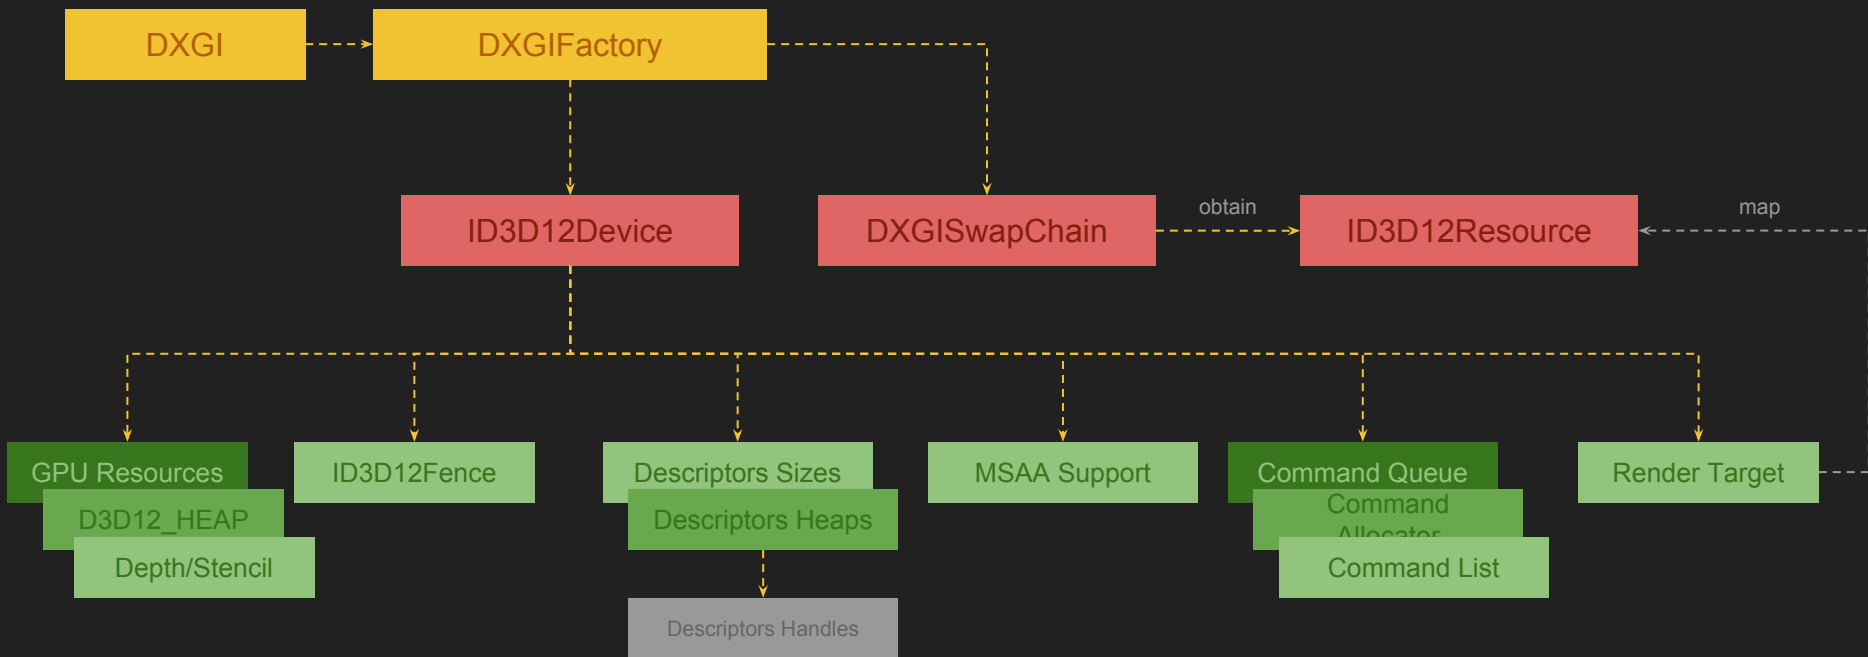 DXGI
DXGIFactory
ID3D12Device
DXGISwapChain
obtain
ID3D12Resource
map
GPU Resources
D3D12_HEAP
Depth/Stencil
ID3D12Fence
Descriptors Sizes
Descriptors Heaps
Descriptors Handles
MSAA Support
Command Queue
Command
Allocator
Command List
Render Target